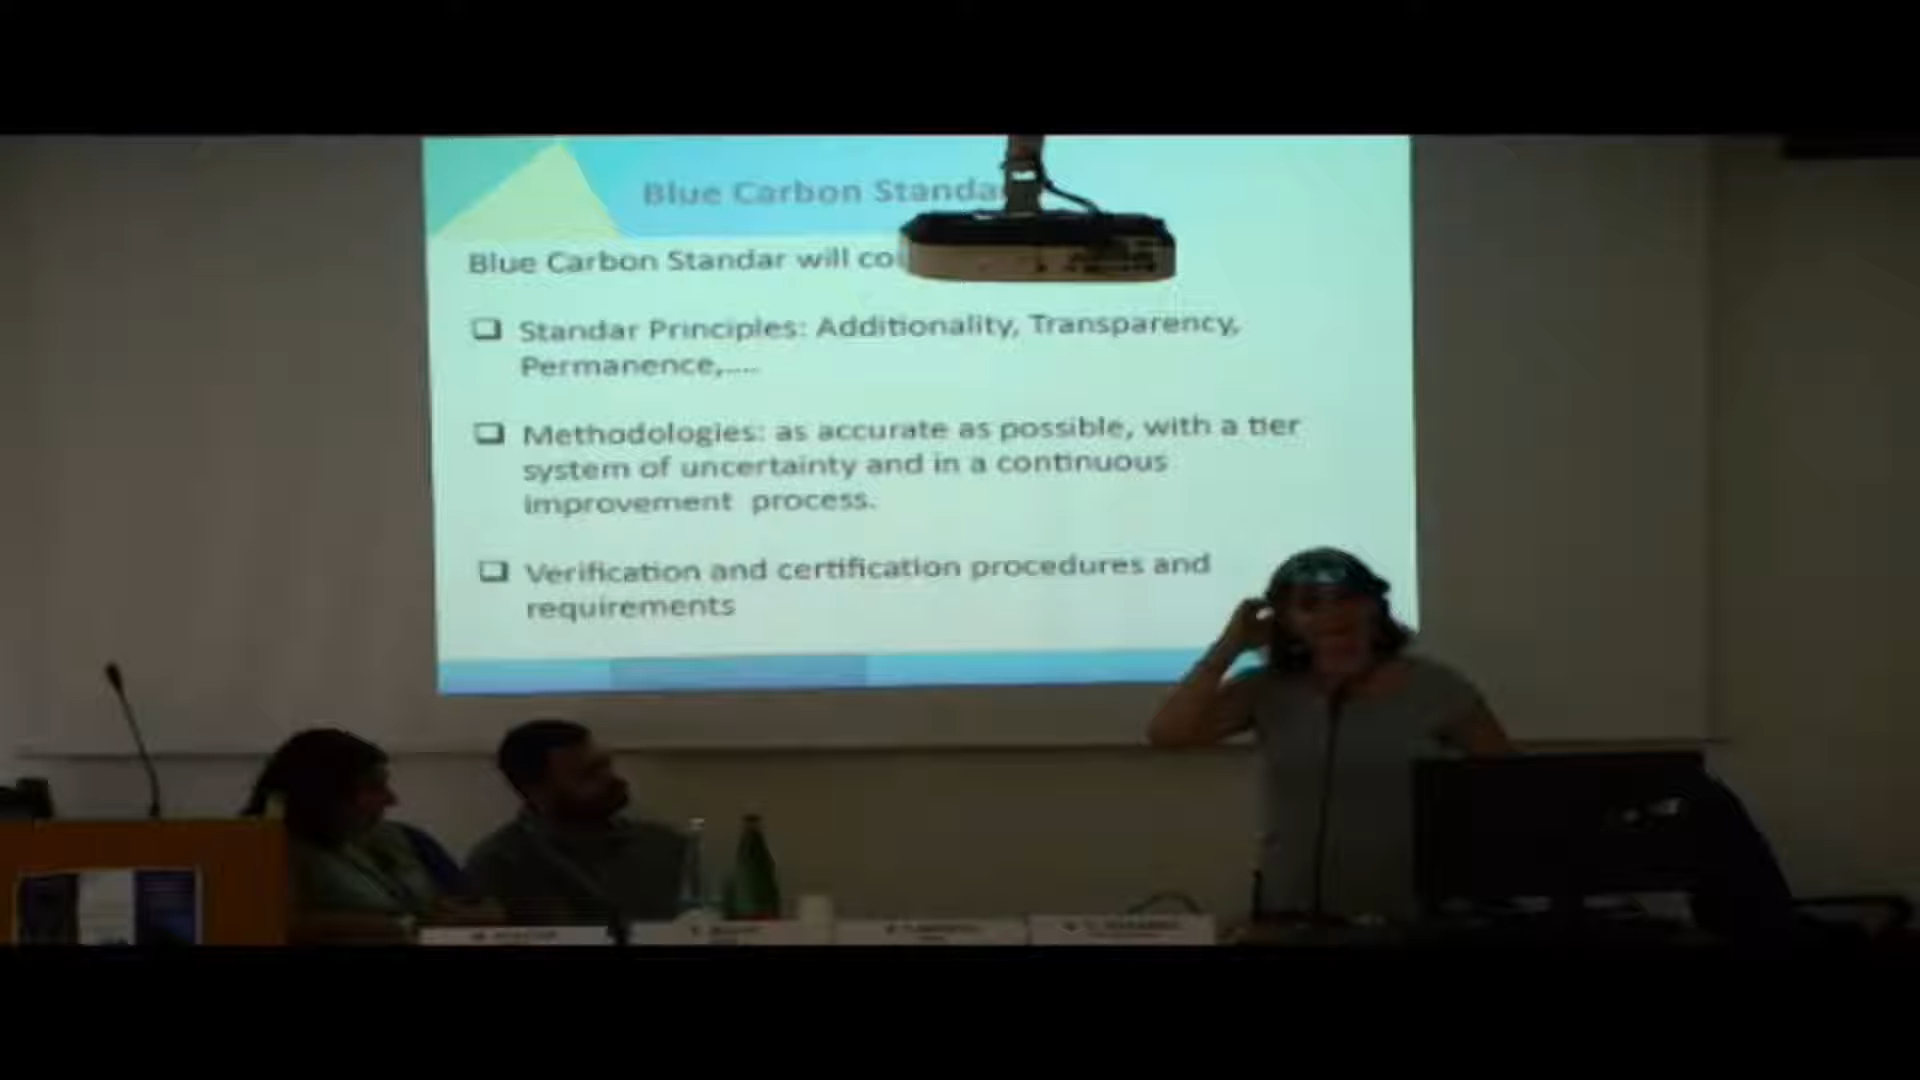 Blue Carbon Standar
Blue Carbon Standar will co
❑ Standar Principles: Additionality, Transparency,
Permanence,....
❑ Methodologies: as accurate as possible, with a tier
system of uncertainty and in a continuous
improvement process.
❑ Verification and certification procedures and
requirements